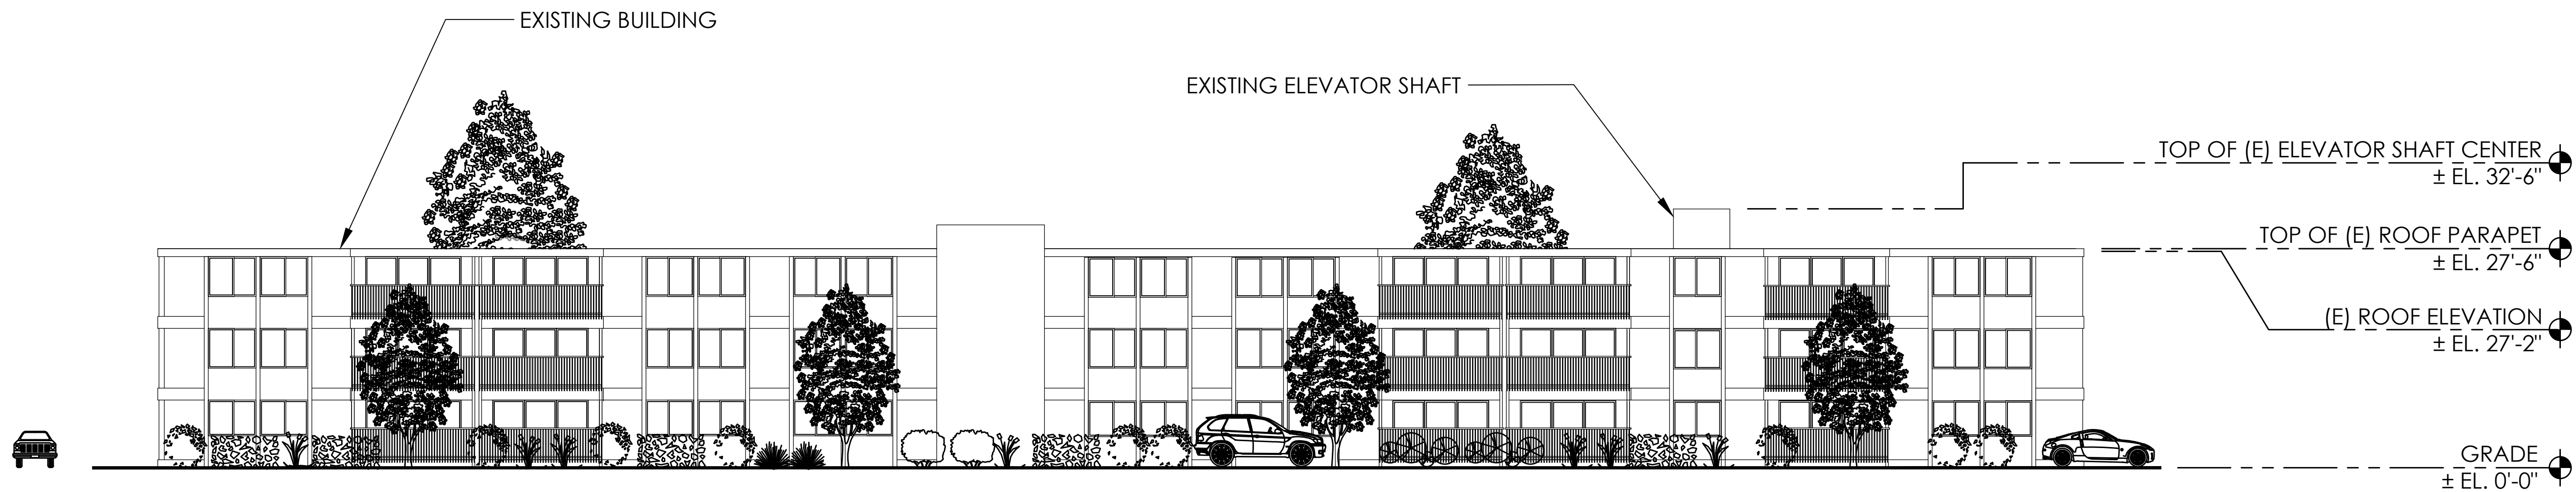 EXISTING BUILDING
EXISTING ELEVATOR SHAFT
TOP OF (E) ELEVATOR SHAFT CENTER
± EL. 32'-6"
TOP OF (E) ROOF PARAPET
± EL. 27'-6"
(E) ROOF ELEVATION
± EL. 27'-2"
GRADE
± EL. 0'-0"